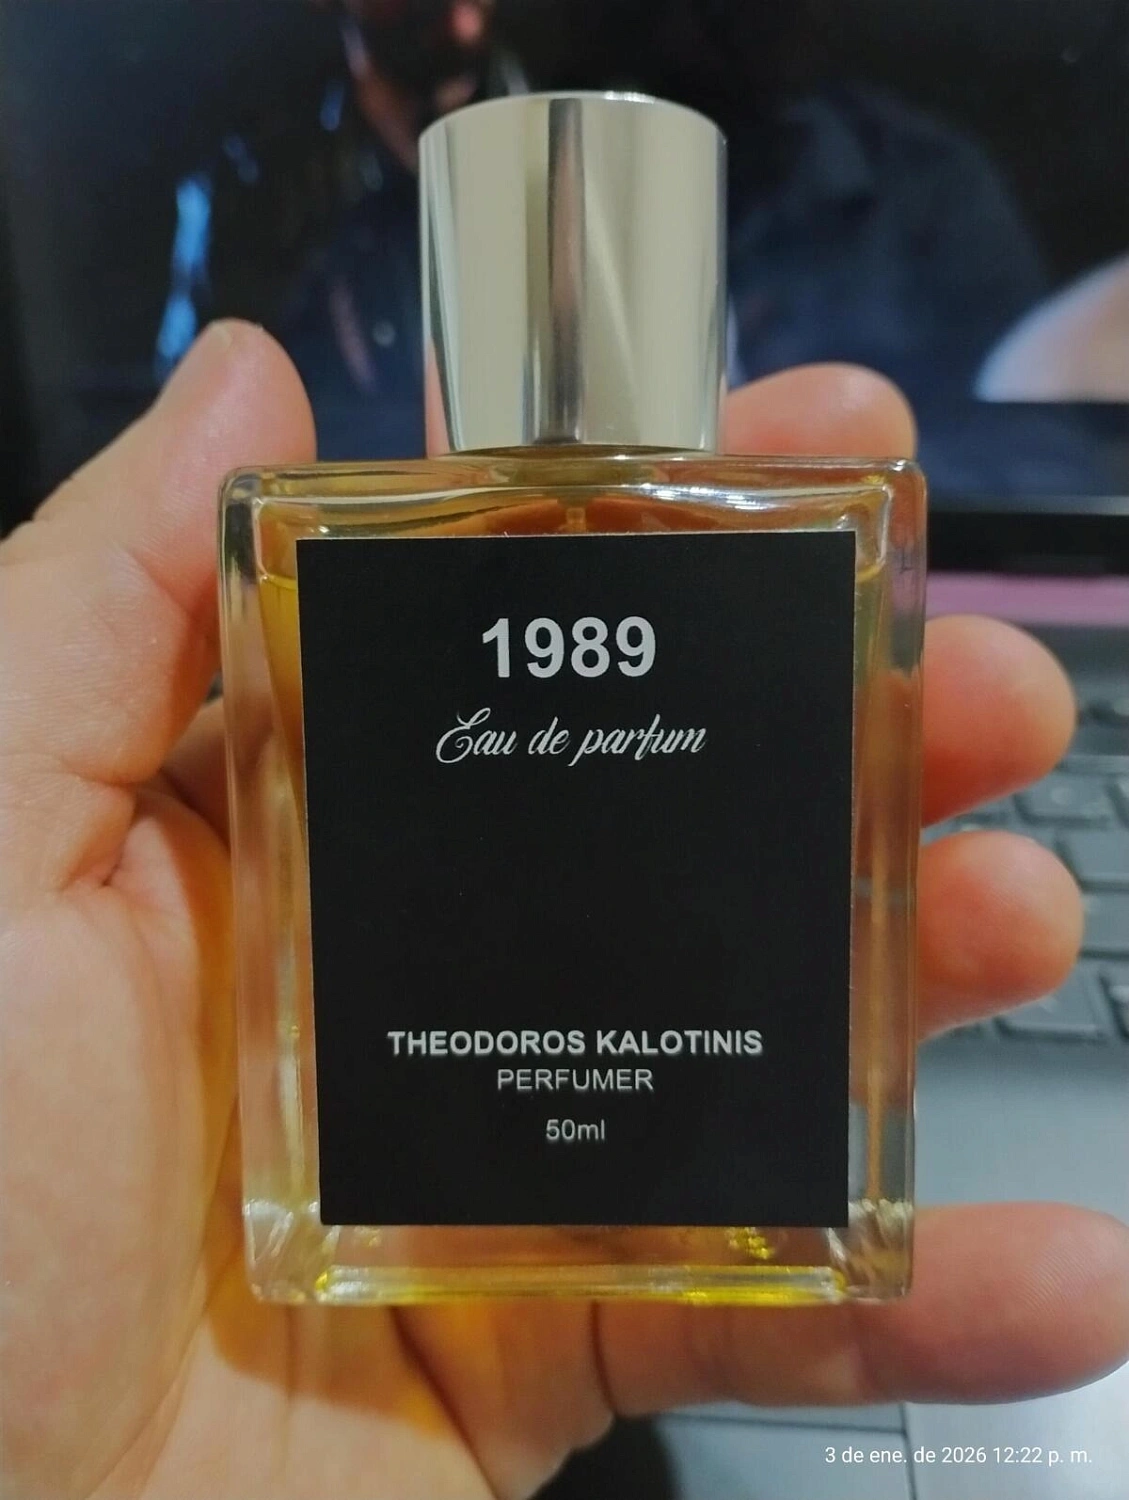 1989
Eau de parfum
THEODOROS KALOTINIS
PERFUMER
50ml
3 de ene. de 2026 12:22 p. m.